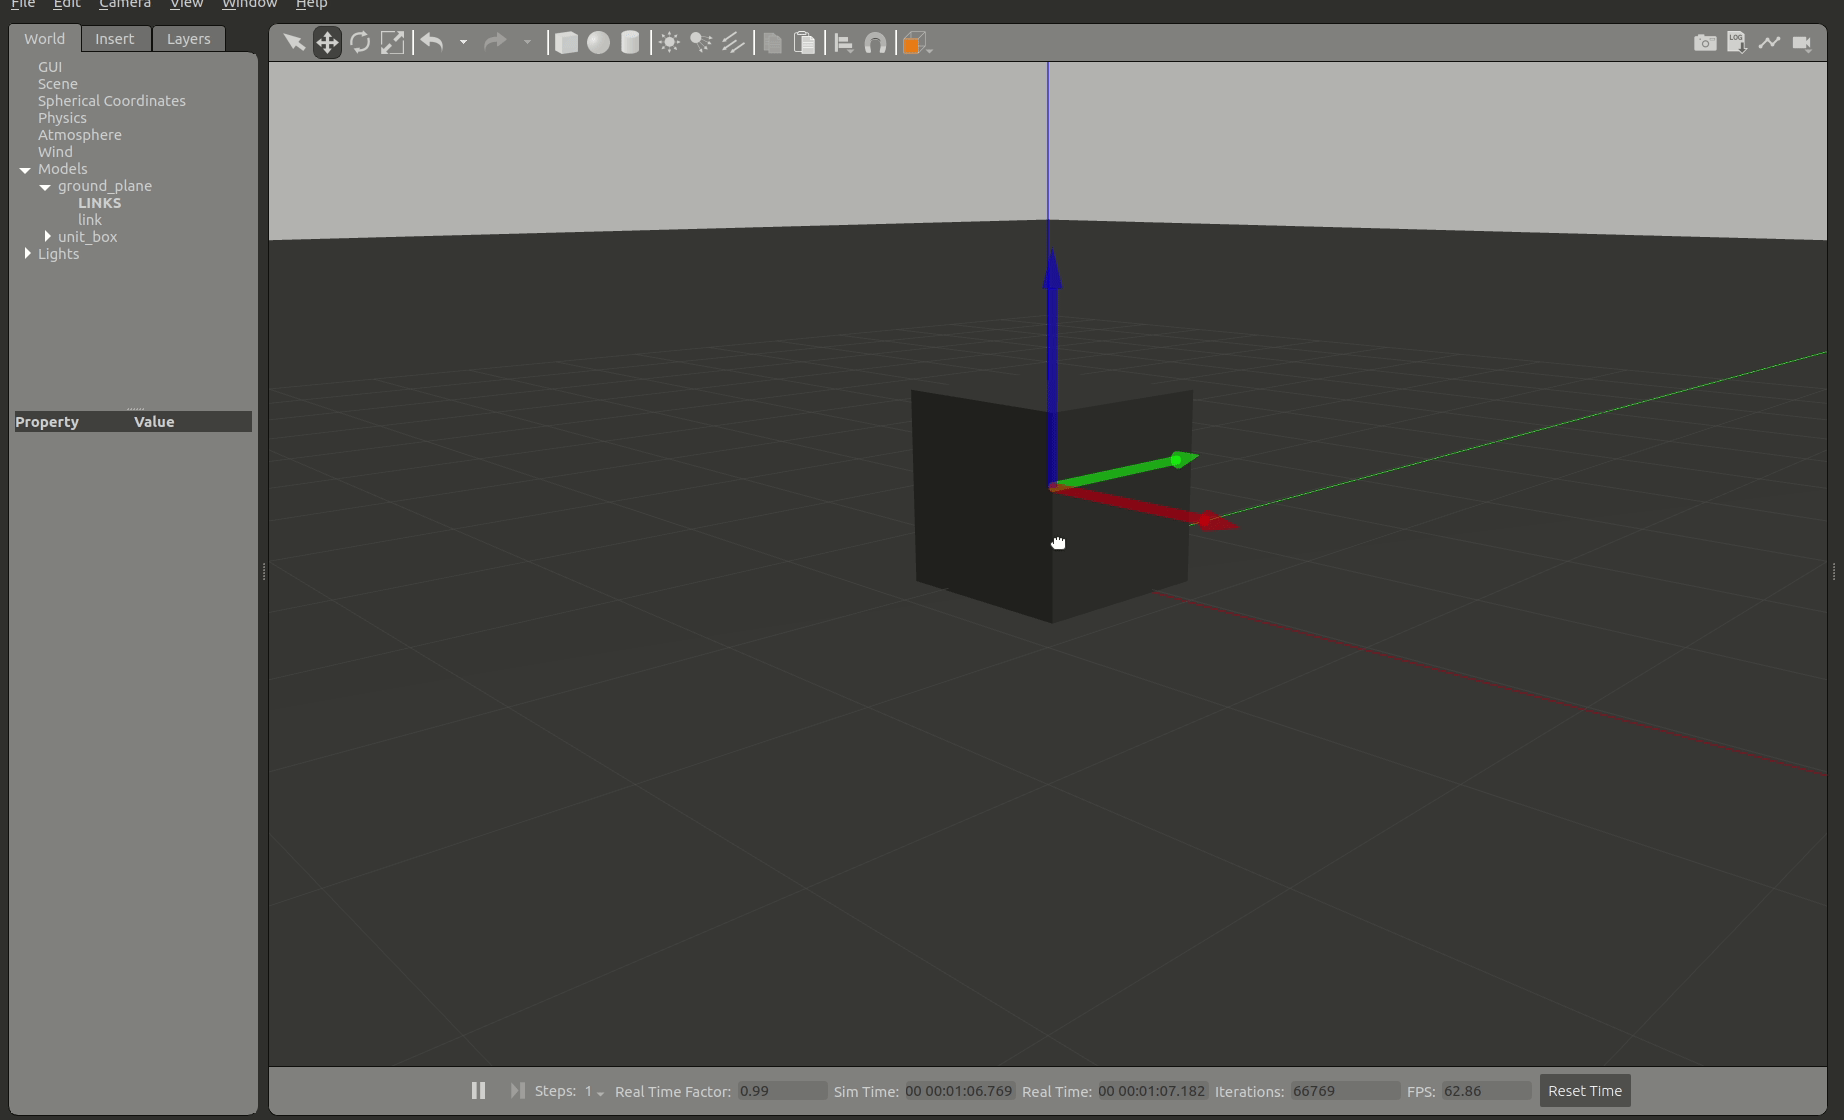 File Edit Camera View Window Help
World Insert Layers
LOG
GUI
Scene
Spherical Coordinates
Physics
Atmosphere
Wind
Models
ground_plane
LINKS
link
unit_box
Lights
Property Value
Steps: 1 Real Time Factor: 0.99 Sim Time: 00 00:01:06.769 Real Time: 00 00:01:07.182 Iterations: 66769 FPS: 62.86 Reset Time